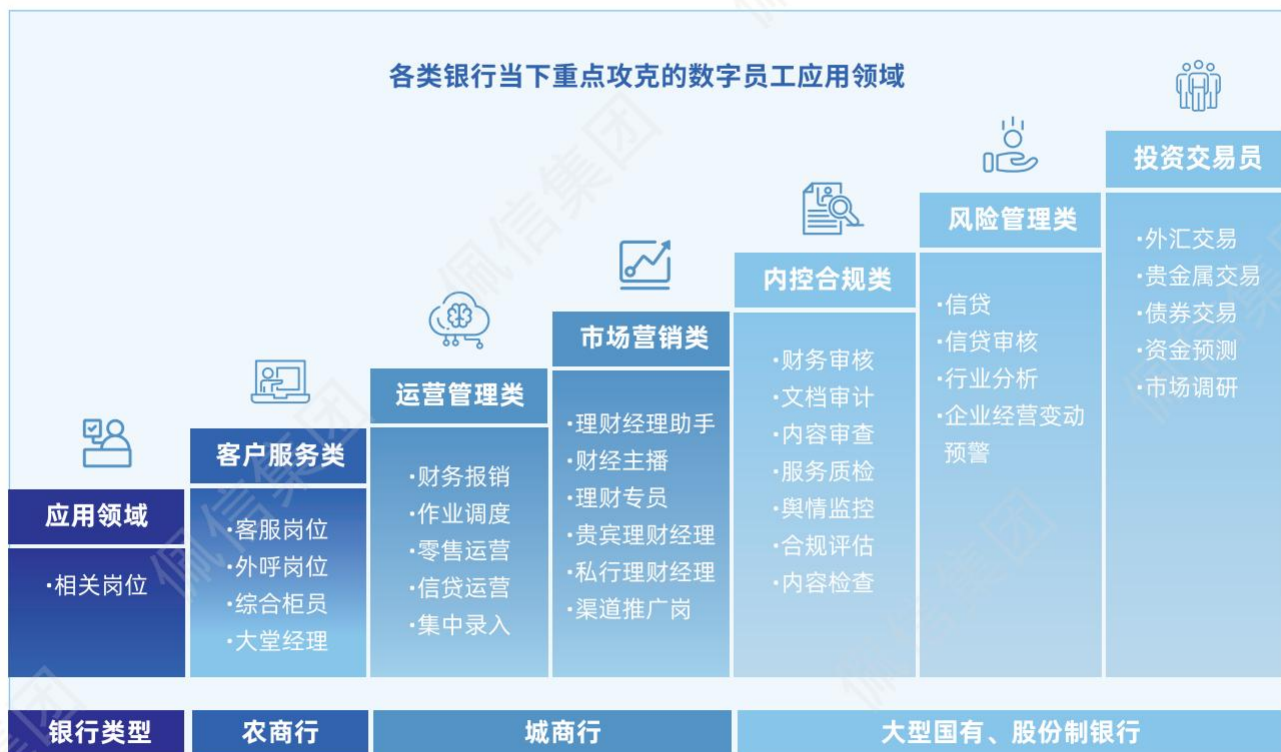 各类银行当下重点攻克的数字员工应用领域
应用领域
·相关岗位
客户服务类
·客服岗位
·外呼岗位
·综合柜员
·大堂经理
运营管理类
·财务报销
·作业调度
·零售运营
·信贷运营
·集中录入
市场营销类
·理财经理助手
·财经主播
·理财专员
·贵宾理财经理
·私行理财经理
·渠道推广岗
内控合规类
·财务审核
·文档审计
·内容审查
·服务质检
·舆情监控
·合规评估
·内容检查
风险管理类
·信贷
·信贷审核
·行业分析
·企业经营变动
预警
投资交易员
·外汇交易
·贵金属交易
·债券交易
·资金预测
·市场调研
银行类型
农商行
城商行
大型国有、股份制银行
佩信集团